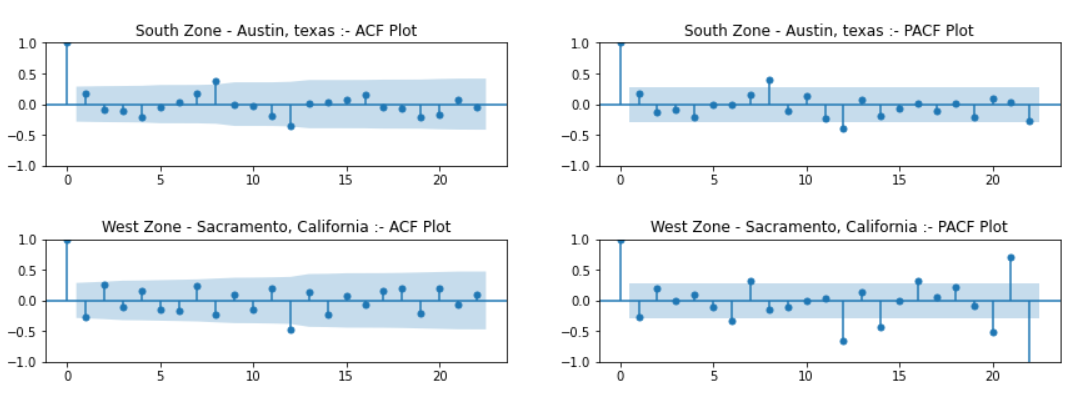 South Zone - Austin, texas :- ACF Plot
1.0
0.5
0.0
−0.5
−1.0
0 5 10 15 20
South Zone - Austin, texas :- PACF Plot
1.0
0.5
0.0
−0.5
−1.0
0 5 10 15 20
West Zone - Sacramento, California :- ACF Plot
1.0
0.5
0.0
−0.5
−1.0
0 5 10 15 20
West Zone - Sacramento, California :- PACF Plot
1.0
0.5
0.0
−0.5
−1.0
0 5 10 15 20